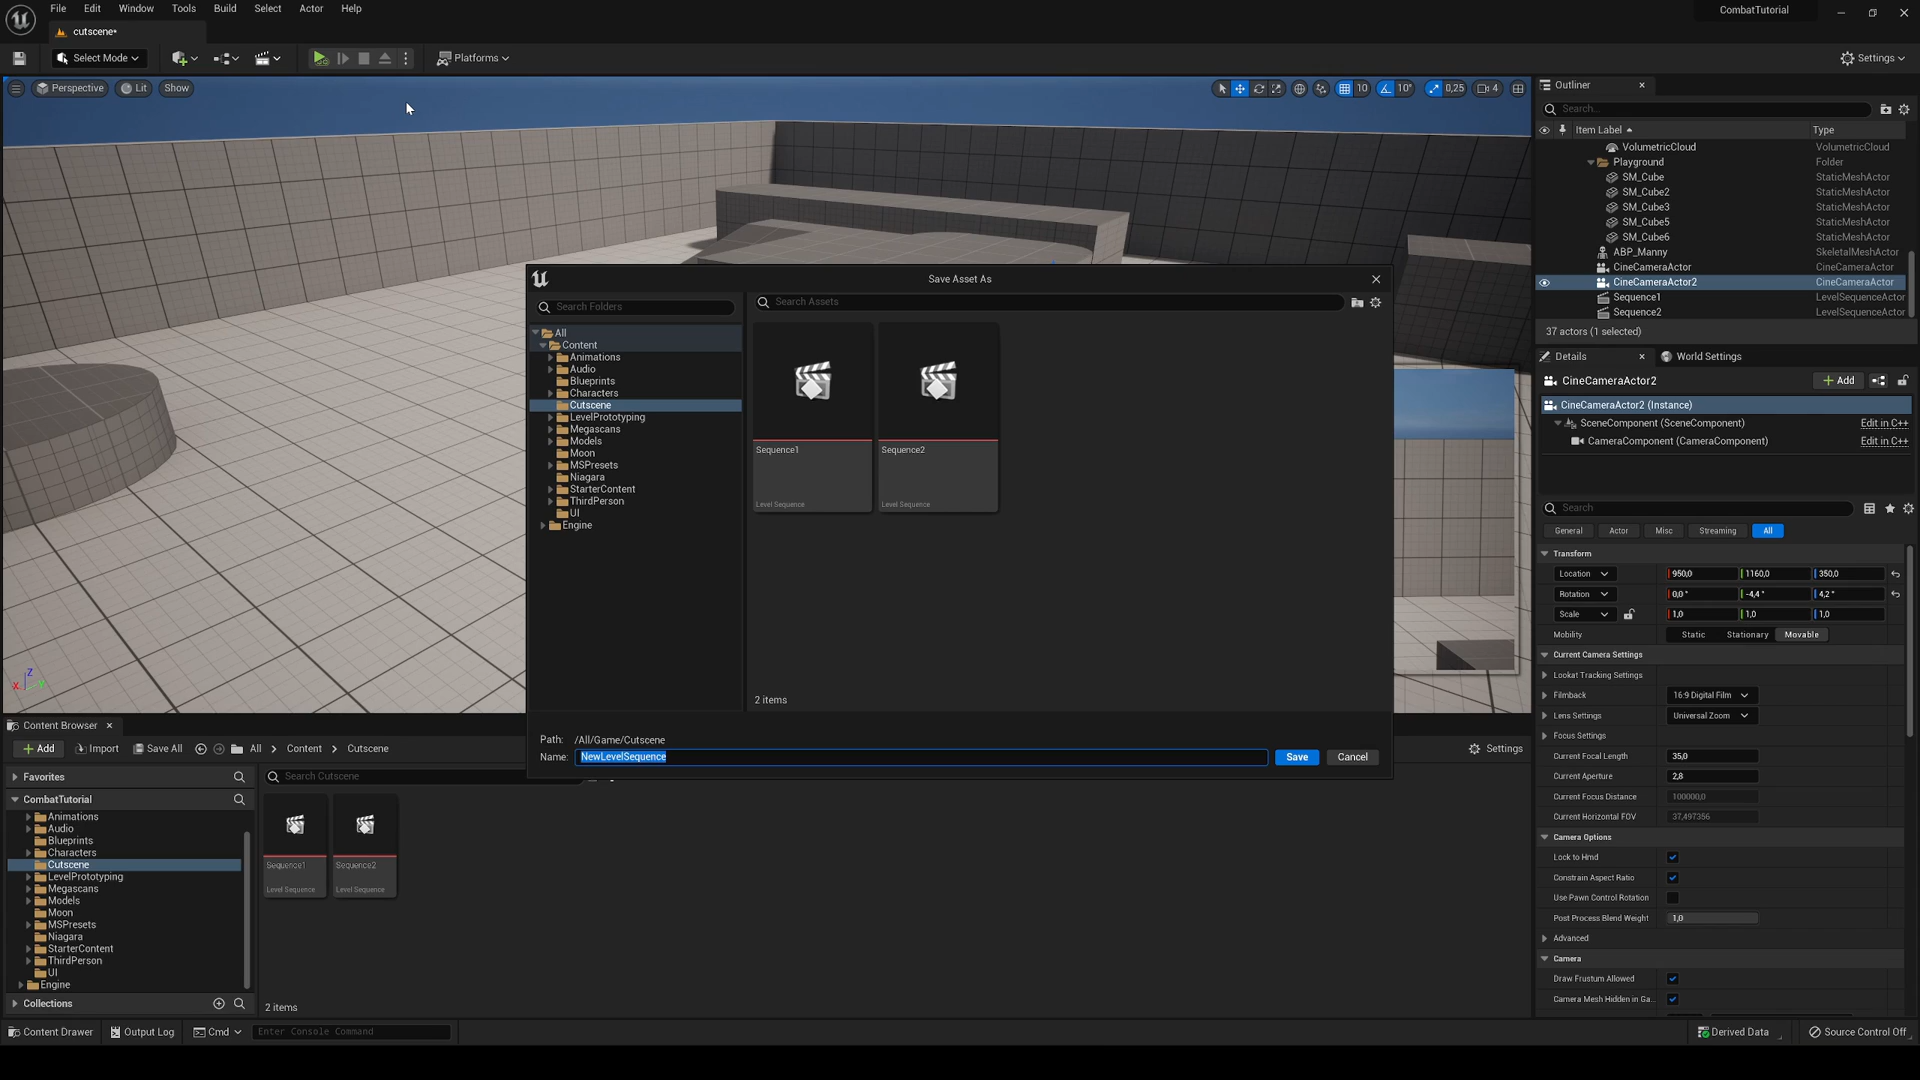 File Edit Window Tools Build Select Actor Help
CombatTutorial
cutscene*
Select Mode
Platforms
Settings
Perspective Lit Show
10 10° 0,25 4
Outliner
Search...
Item Label Type
VolumetricCloud VolumetricCloud
Playground Folder
SM_Cube StaticMeshActor
SM_Cube2 StaticMeshActor
SM_Cube3 StaticMeshActor
SM_Cube5 StaticMeshActor
SM_Cube6 StaticMeshActor
ABP_Manny SkeletalMeshActor
CineCameraActor CineCameraActor
CineCameraActor2 CineCameraActor
Sequence1 LevelSequenceActor
Sequence2 LevelSequenceActor
37 actors (1 selected)
Details World Settings
CineCameraActor2 Add
CineCameraActor2 (Instance)
SceneComponent (SceneComponent) Edit in C++
CameraComponent (CameraComponent) Edit in C++
Search
General Actor Misc Streaming All
Transform
Location 950,0 1160,0 350,0
Rotation 0,0 ° -4,4 ° 4,2 °
Scale 1,0 1,0 1,0
Mobility Static Stationary Movable
Current Camera Settings
Lookat Tracking Settings
Filmback 16:9 Digital Film
Lens Settings Universal Zoom
Focus Settings
Current Focal Length 35,0
Current Aperture 2,8
Current Focus Distance 100000,0
Current Horizontal FOV 37,497356
Camera Options
Lock to Hmd
Constrain Aspect Ratio
Use Pawn Control Rotation
Post Process Blend Weight 1,0
Advanced
Camera
Draw Frustum Allowed
Camera Mesh Hidden in Ga...
Save Asset As
Search Folders
Search Assets
All
Content
Animations
Audio
Blueprints
Characters
Cutscene
LevelPrototyping
Megascans
Models
Moon
MSPresets
Niagara
StarterContent
ThirdPerson
UI
Engine
Sequence1
Level Sequence
Sequence2
Level Sequence
2 items
Path: /All/Game/Cutscene
Name: NewLevelSequence Save Cancel
Z
X
Y
Content Browser
Add Import Save All All Content Cutscene Settings
Favorites
CombatTutorial
Animations
Audio
Blueprints
Characters
Cutscene
LevelPrototyping
Megascans
Models
Moon
MSPresets
Niagara
StarterContent
ThirdPerson
UI
Engine
Collections
Search Cutscene
Sequence1
Level Sequence
Sequence2
Level Sequence
2 items
Content Drawer Output Log Cmd Enter Console Command Derived Data Source Control Off